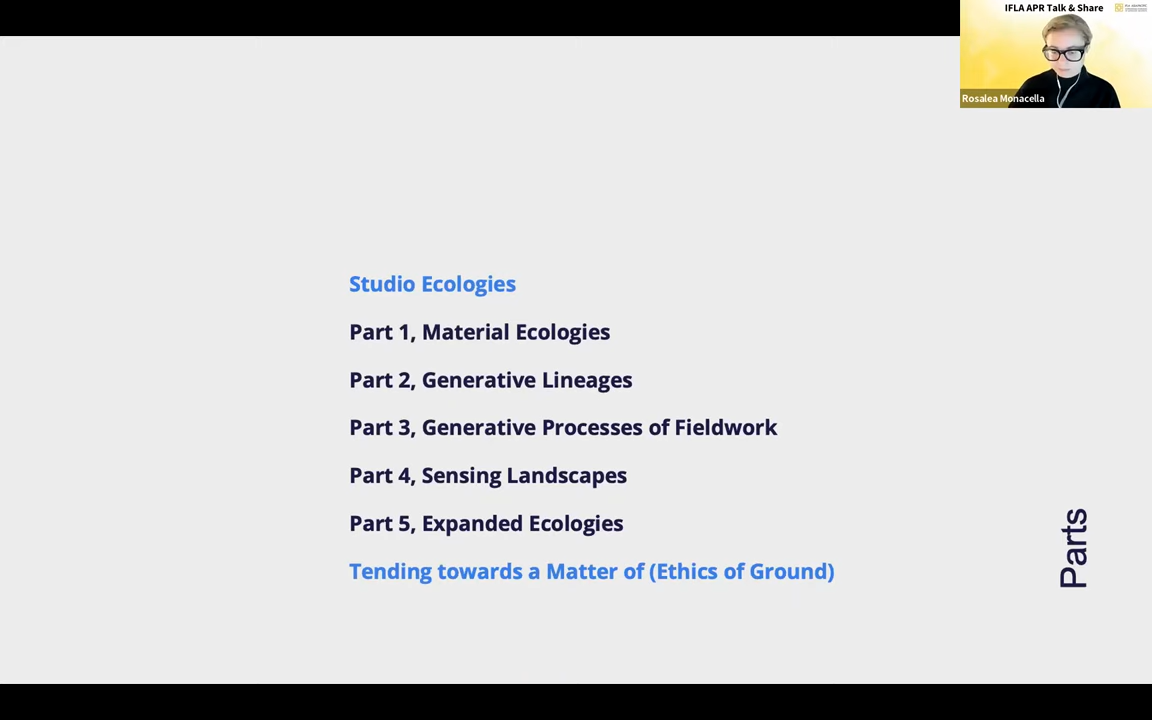 IFLA APR Talk & Share
Rosalea Monacella
Studio Ecologies
Part 1, Material Ecologies
Part 2, Generative Lineages
Part 3, Generative Processes of Fieldwork
Part 4, Sensing Landscapes
Part 5, Expanded Ecologies
Tending towards a Matter of (Ethics of Ground)
Parts